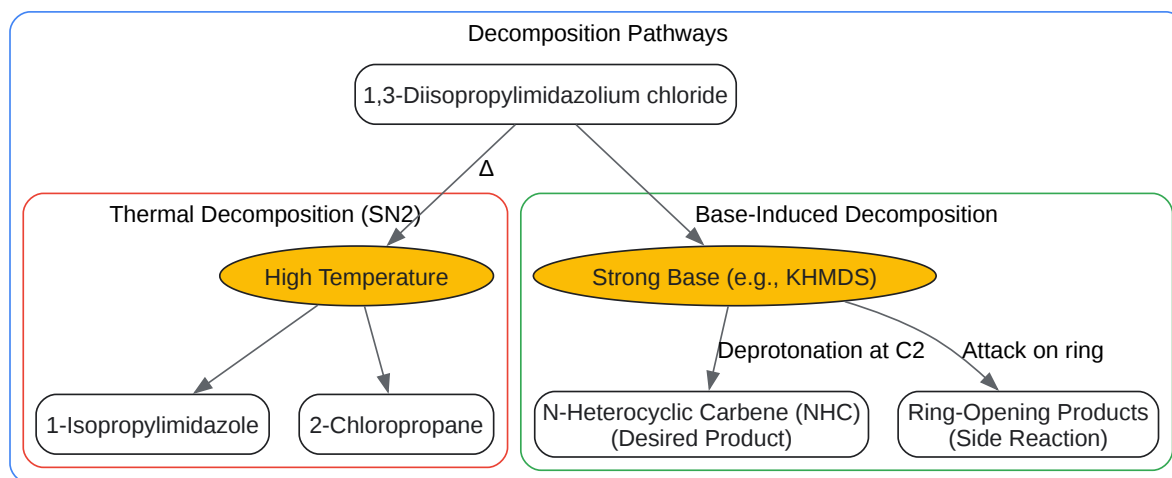 Decomposition Pathways
1,3-Diisopropylimidazolium chloride
Δ
Thermal Decomposition (SN2)
Base-Induced Decomposition
High Temperature
Strong Base (e.g., KHMDS)
Deprotonation at C2
Attack on ring
1-Isopropylimidazole
2-Chloropropane
N-Heterocyclic Carbene (NHC)
(Desired Product)
Ring-Opening Products
(Side Reaction)